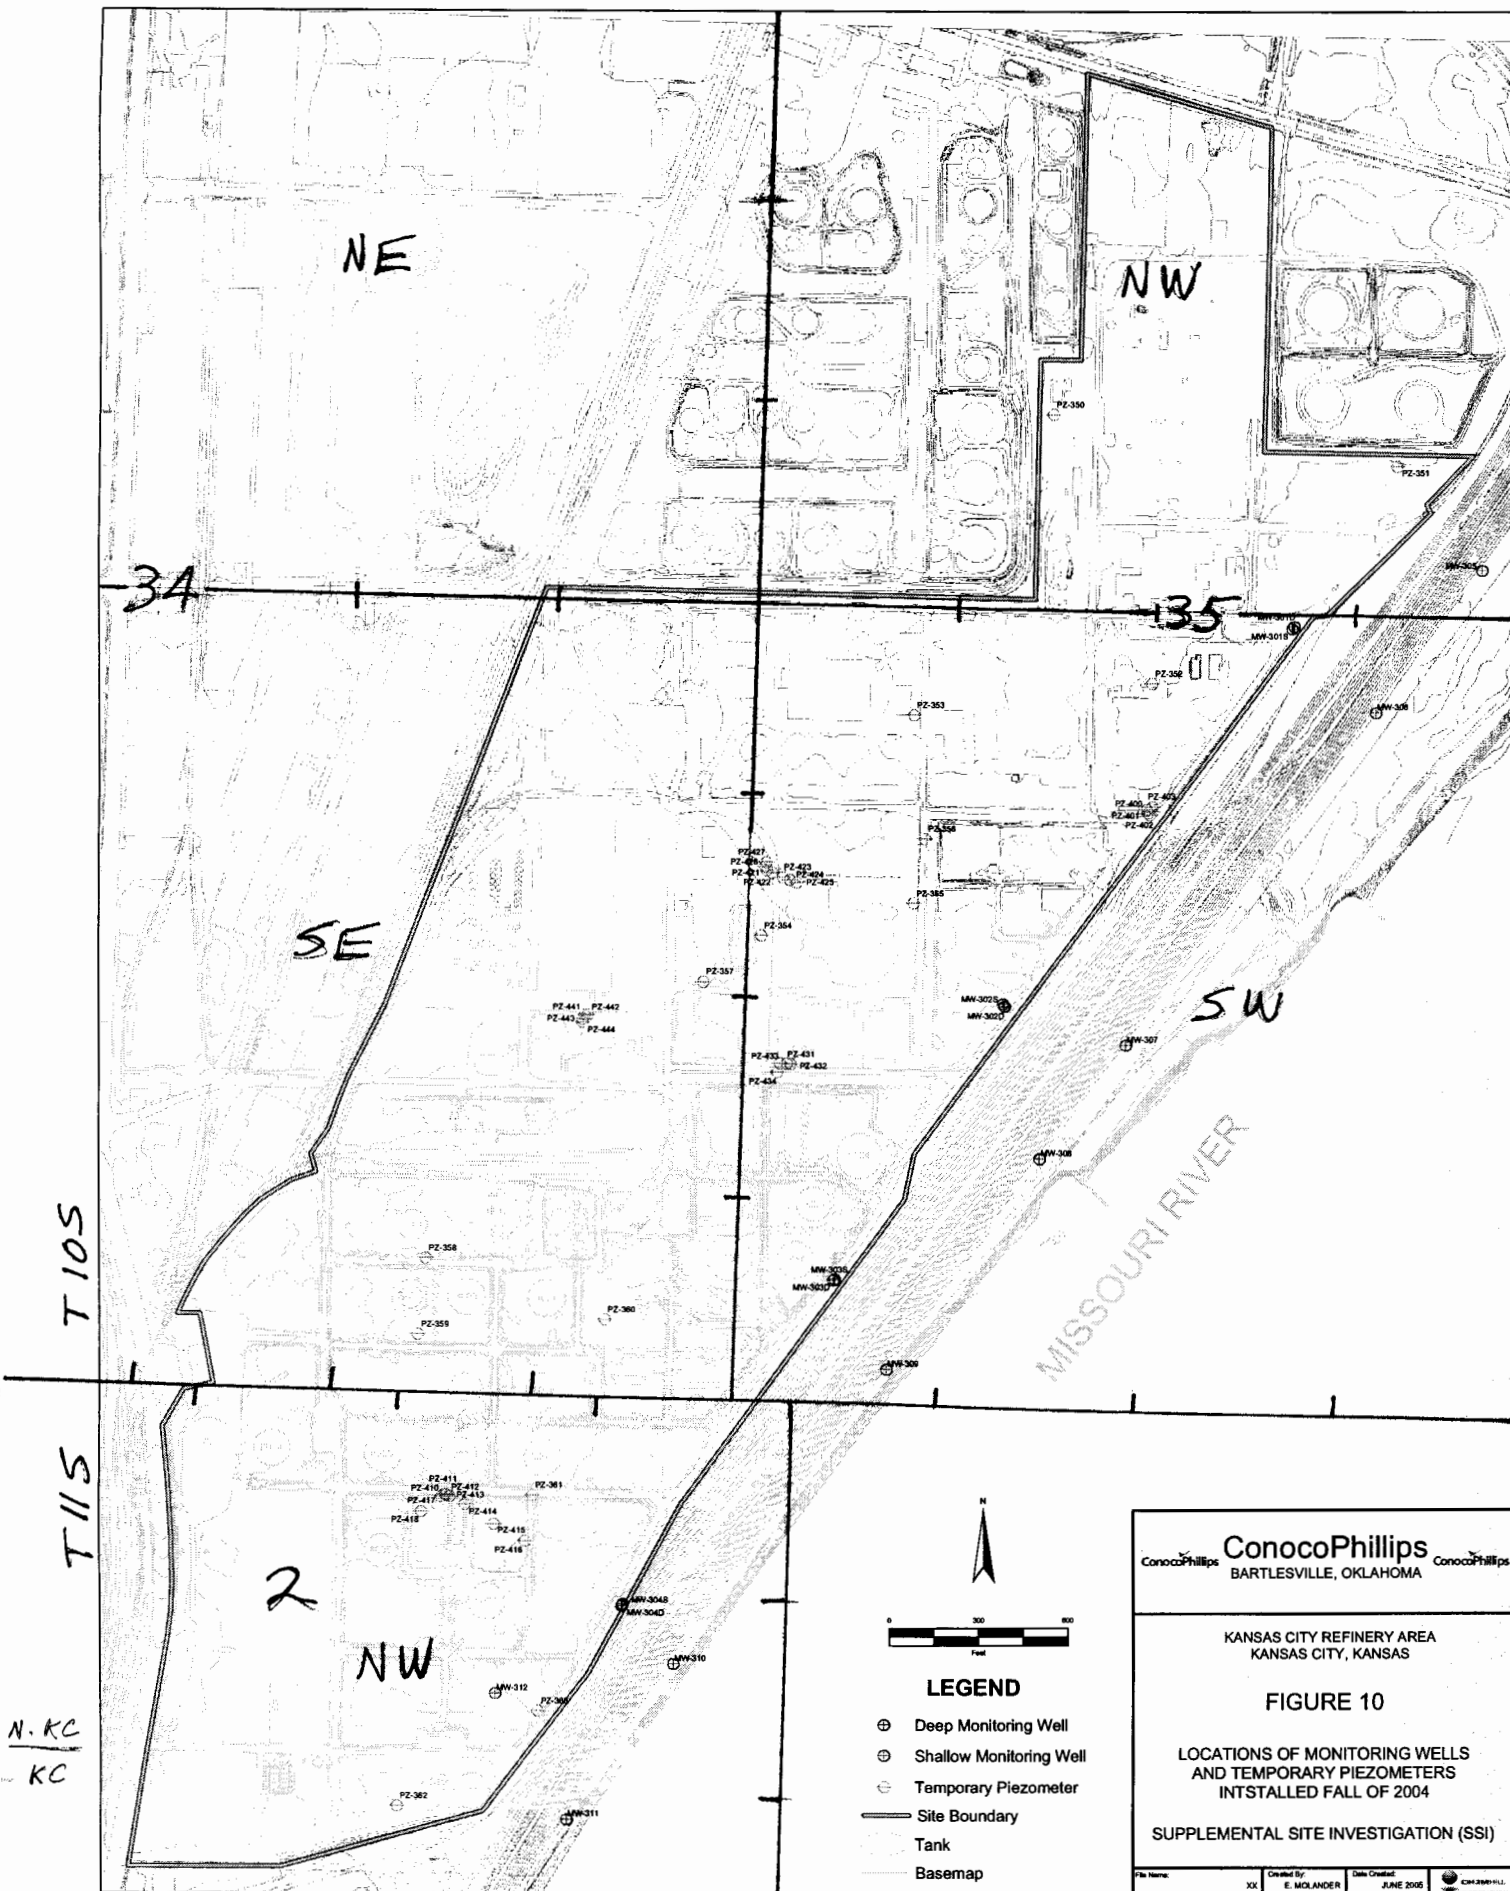 NE
NW
PZ-350
PZ-351
34
MW-305
35
MW-301D
MW-301S
PZ-352
PZ-353
MW-306
PZ-400 PZ-403
PZ-401
PZ-402
PZ-356
PZ-427
PZ-426 PZ-423
PZ-421 PZ-424
PZ-422 PZ-425
PZ-355
SE
PZ-354
PZ-357
MW-302S
MW-302D
SW
PZ-441 PZ-442
PZ-443
PZ-444
MW-307
PZ-433 PZ-431
PZ-432
PZ-434
MW-308
MISSOURI RIVER
T 10S
PZ-358
MW-303S
MW-303D
PZ-360
PZ-359
MW-309
T 11S
PZ-411
PZ-410 PZ-412
PZ-417 PZ-413
PZ-361
PZ-418 PZ-414
PZ-415
PZ-416
2
MW-304S
MW-304D
NW
MW-310
MW-312
N. KC
KC
PZ-362
MW-311
N
0 300 600
Feet
LEGEND
Deep Monitoring Well
Shallow Monitoring Well
Temporary Piezometer
Site Boundary
Tank
Basemap
ConocoPhillips ConocoPhillips ConocoPhillips
BARTLESVILLE, OKLAHOMA
KANSAS CITY REFINERY AREA
KANSAS CITY, KANSAS
FIGURE 10
LOCATIONS OF MONITORING WELLS
AND TEMPORARY PIEZOMETERS
INTSTALLED FALL OF 2004
SUPPLEMENTAL SITE INVESTIGATION (SSI)
File Name: XX
Created By: E. MOLANDER
Date Created: JUNE 2005
CH2MHILL